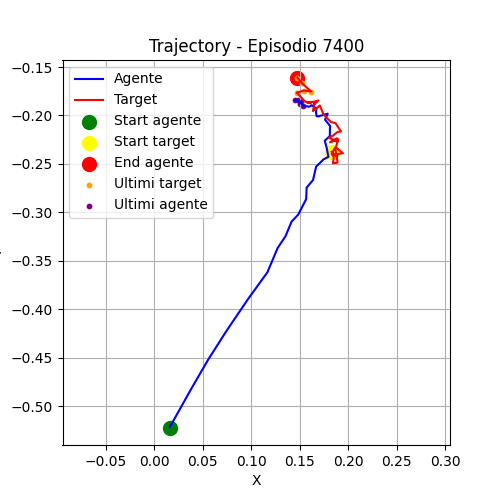 Trajectory - Episodio 7400
Agente
Target
Start agente
Start target
End agente
Ultimi target
Ultimi agente
−0.15
−0.20
−0.25
−0.30
−0.35
−0.40
−0.45
−0.50
−0.05
0.00
0.05
0.10
0.15
0.20
0.25
0.30
X